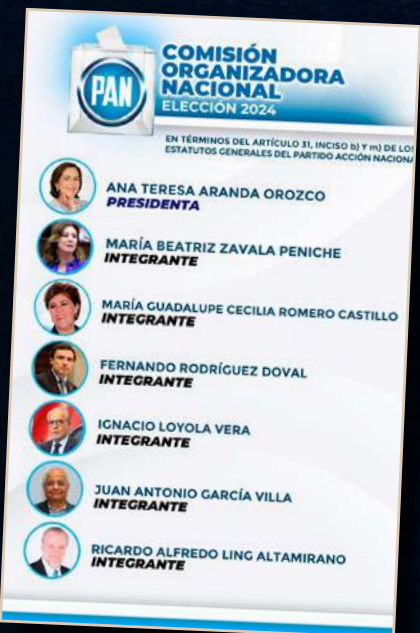 PAN
COMISIÓN
ORGANIZADORA
NACIONAL
ELECCIÓN 2024
EN TÉRMINOS DEL ARTÍCULO 31, INCISO b) Y m) DE LOS
ESTATUTOS GENERALES DEL PARTIDO ACCIÓN NACIONA
ANA TERESA ARANDA OROZCO
PRESIDENTA
MARÍA BEATRIZ ZAVALA PENICHE
INTEGRANTE
MARÍA GUADALUPE CECILIA ROMERO CASTILLO
INTEGRANTE
FERNANDO RODRÍGUEZ DOVAL
INTEGRANTE
IGNACIO LOYOLA VERA
INTEGRANTE
JUAN ANTONIO GARCÍA VILLA
INTEGRANTE
RICARDO ALFREDO LING ALTAMIRANO
INTEGRANTE